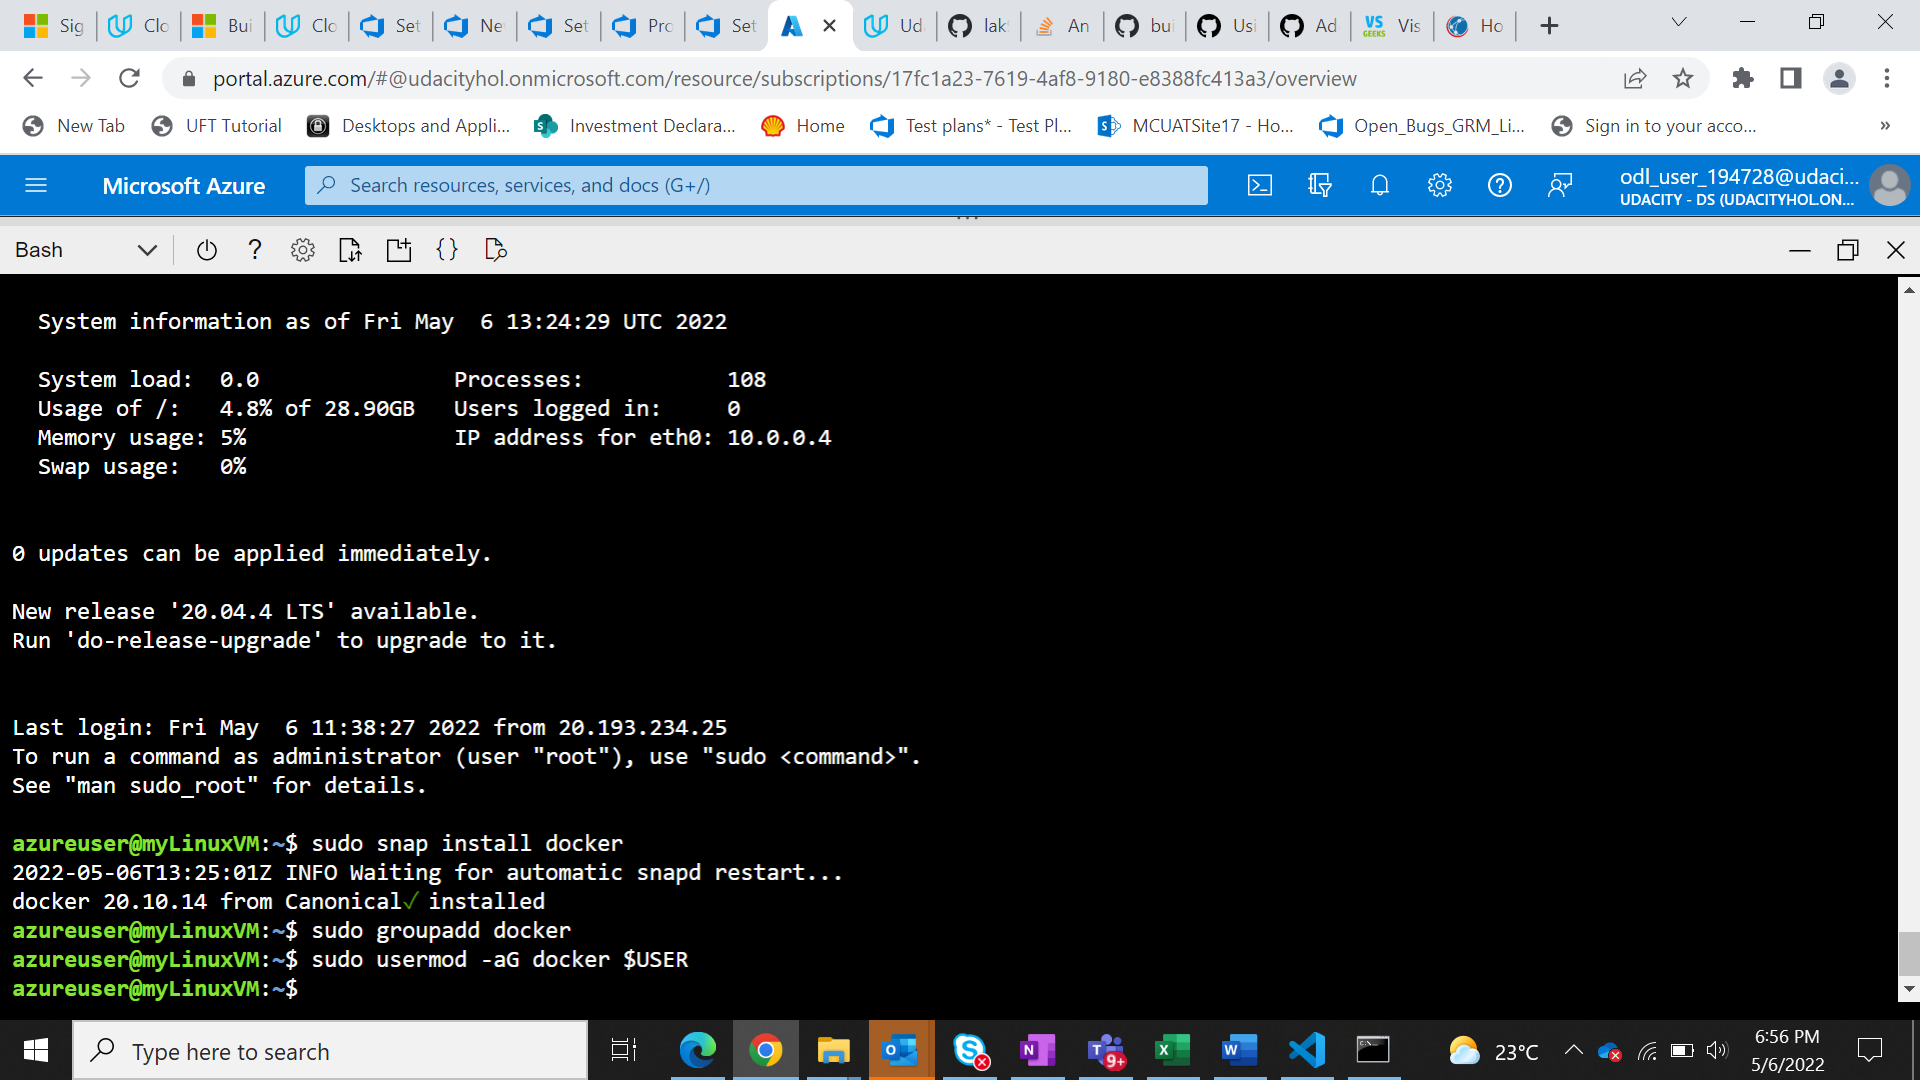 Sig
Clo
Bui
Clo
Set
Ne
Set
Pro
Set
Ud
lak
An
bui
Usi
Ad
VS GEEKS
Vis
Ho
portal.azure.com/#@udacityhol.onmicrosoft.com/resource/subscriptions/17fc1a23-7619-4af8-9180-e8388fc413a3/overview
New Tab
UFT Tutorial
Desktops and Appli...
Investment Declara...
Home
Test plans* - Test Pl...
MCUATSite17 - Ho...
Open_Bugs_GRM_Li...
Sign in to your acco...
»
Microsoft Azure
Search resources, services, and docs (G+/)
odl_user_194728@udaci...
UDACITY - DS (UDACITYHOL.ON...
Bash
System information as of Fri May  6 13:24:29 UTC 2022
System load:  0.0               Processes:           108
Usage of /:   4.8% of 28.90GB   Users logged in:     0
Memory usage: 5%                IP address for eth0: 10.0.0.4
Swap usage:   0%
0 updates can be applied immediately.
New release '20.04.4 LTS' available.
Run 'do-release-upgrade' to upgrade to it.
Last login: Fri May  6 11:38:27 2022 from 20.193.234.25
To run a command as administrator (user "root"), use "sudo <command>".
See "man sudo_root" for details.
azureuser@myLinuxVM:~$ sudo snap install docker
2022-05-06T13:25:01Z INFO Waiting for automatic snapd restart...
docker 20.10.14 from Canonical✓ installed
azureuser@myLinuxVM:~$ sudo groupadd docker
azureuser@myLinuxVM:~$ sudo usermod -aG docker $USER
azureuser@myLinuxVM:~$
Type here to search
9+
23°C
6:56 PM
5/6/2022